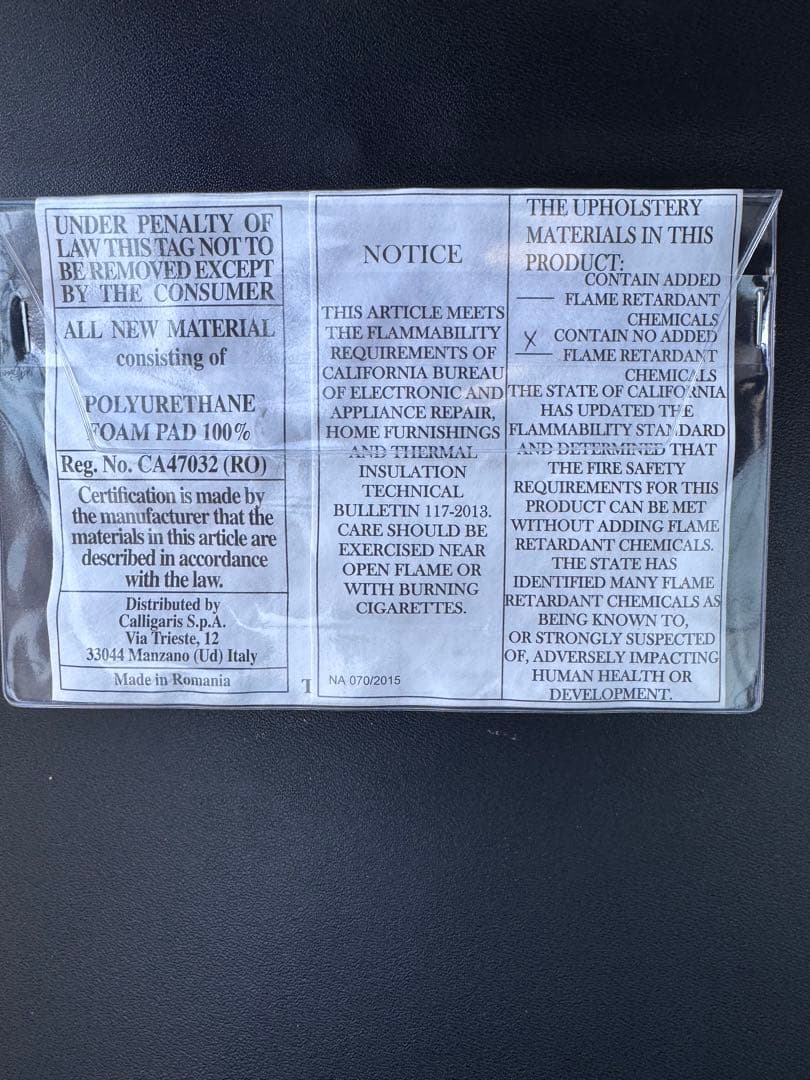 UNDER PENALTY OF
LAW THIS TAG NOT TO
BE REMOVED EXCEPT
BY THE CONSUMER
ALL NEW MATERIAL
consisting of
POLYURETHANE
FOAM PAD 100%
Reg. No. CA47032 (RO)
Certification is made by
the manufacturer that the
materials in this article are
described in accordance
with the law.
Distributed by
Calligaris S.p.A.
Via Trieste, 12
33044 Manzano (Ud) Italy
Made in Romania
T
NOTICE
THIS ARTICLE MEETS
THE FLAMMABILITY
REQUIREMENTS OF
CALIFORNIA BUREAU
OF ELECTRONIC AND
APPLIANCE REPAIR,
HOME FURNISHINGS
AND THERMAL
INSULATION
TECHNICAL
BULLETIN 117-2013.
CARE SHOULD BE
EXERCISED NEAR
OPEN FLAME OR
WITH BURNING
CIGARETTES.
NA 070/2015
THE UPHOLSTERY
MATERIALS IN THIS
PRODUCT:
CONTAIN ADDED
FLAME RETARDANT
CHEMICALS
X CONTAIN NO ADDED
FLAME RETARDANT
CHEMICALS
THE STATE OF CALIFORNIA
HAS UPDATED THE
FLAMMABILITY STANDARD
AND DETERMINED THAT
THE FIRE SAFETY
REQUIREMENTS FOR THIS
PRODUCT CAN BE MET
WITHOUT ADDING FLAME
RETARDANT CHEMICALS.
THE STATE HAS
IDENTIFIED MANY FLAME
RETARDANT CHEMICALS AS
BEING KNOWN TO,
OR STRONGLY SUSPECTED
OF, ADVERSELY IMPACTING
HUMAN HEALTH OR
DEVELOPMENT.